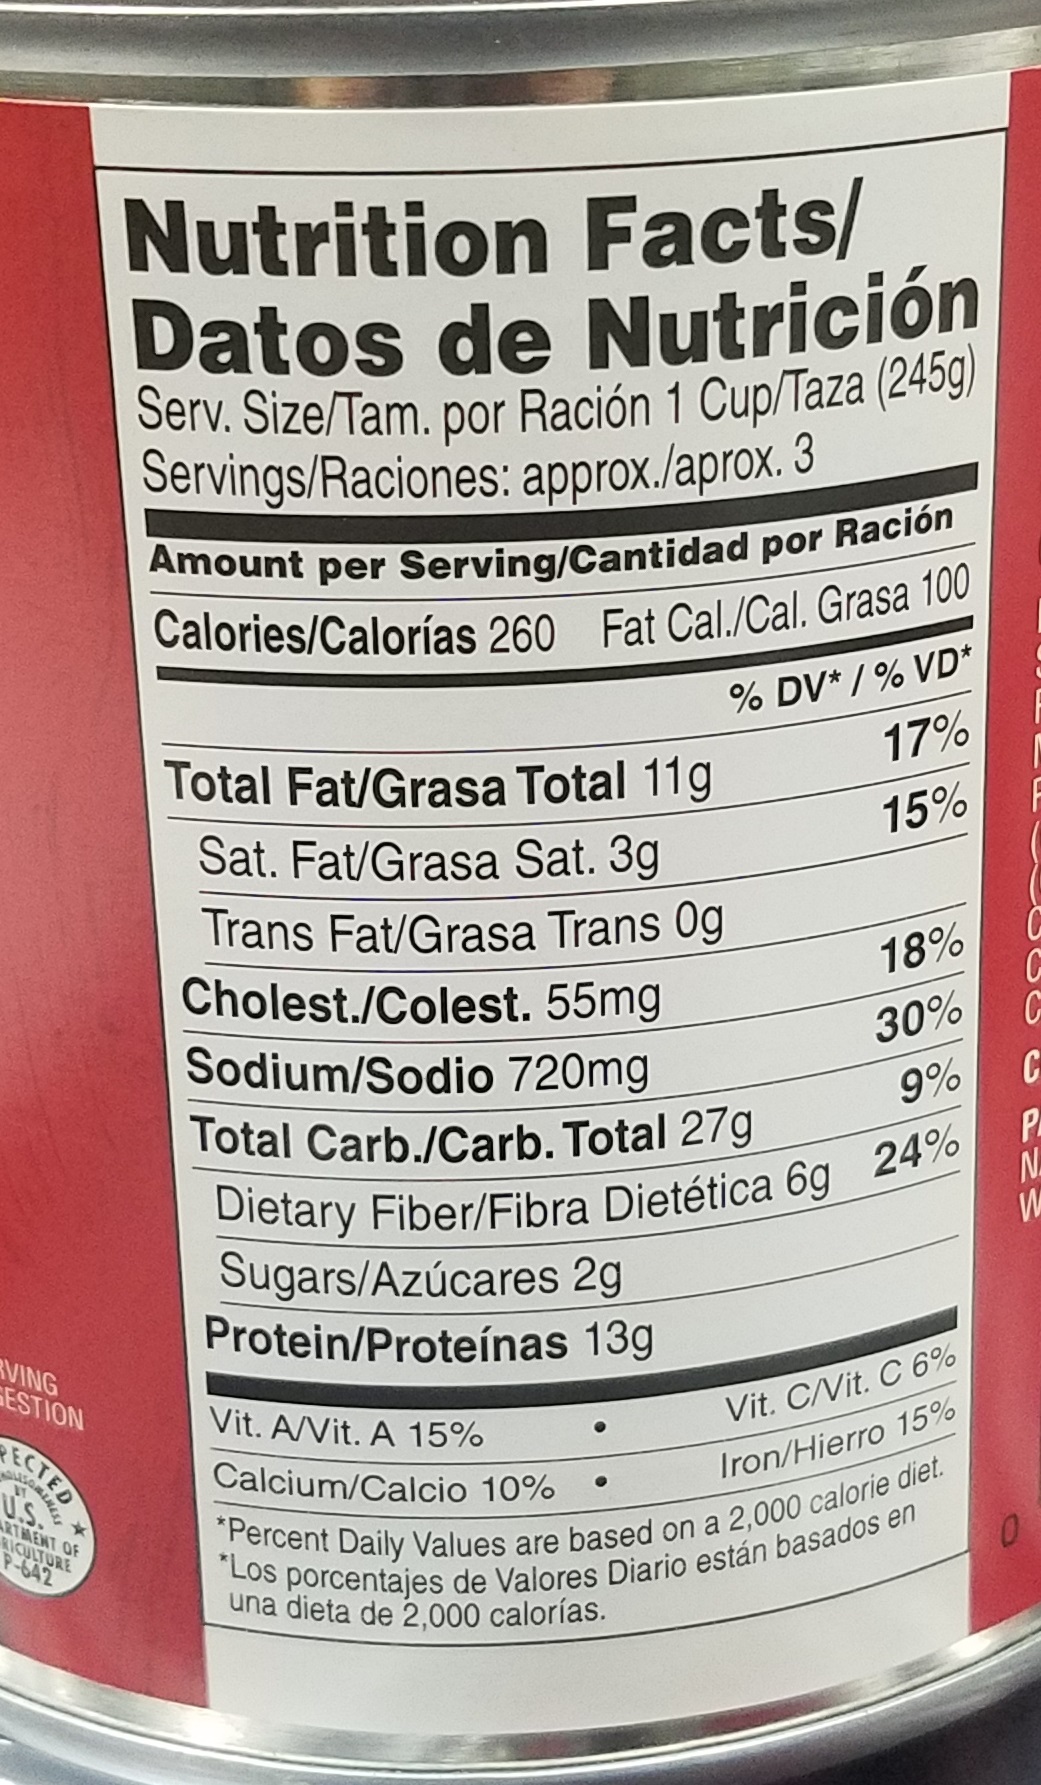 Nutrition Facts/
Datos de Nutrición
Serv. Size/Tam. por Ración 1 Cup/Taza (245g)
Servings/Raciones: approx./aprox. 3
Amount per Serving/Cantidad por Ración
Calories/Calorías 260 Fat Cal./Cal. Grasa 100
% DV* / % VD*
Total Fat/Grasa Total 11g 17%
Sat. Fat/Grasa Sat. 3g 15%
Trans Fat/Grasa Trans 0g
Cholest./Colest. 55mg 18%
Sodium/Sodio 720mg 30%
Total Carb./Carb. Total 27g 9%
Dietary Fiber/Fibra Dietética 6g 24%
Sugars/Azúcares 2g
Protein/Proteínas 13g
Vit. A/Vit. A 15% • Vit. C/Vit. C 6%
Calcium/Calcio 10% • Iron/Hierro 15%
*Percent Daily Values are based on a 2,000 calorie diet.
*Los porcentajes de Valores Diario están basados en
una dieta de 2,000 calorías.
U.S.
OF
P-642
0